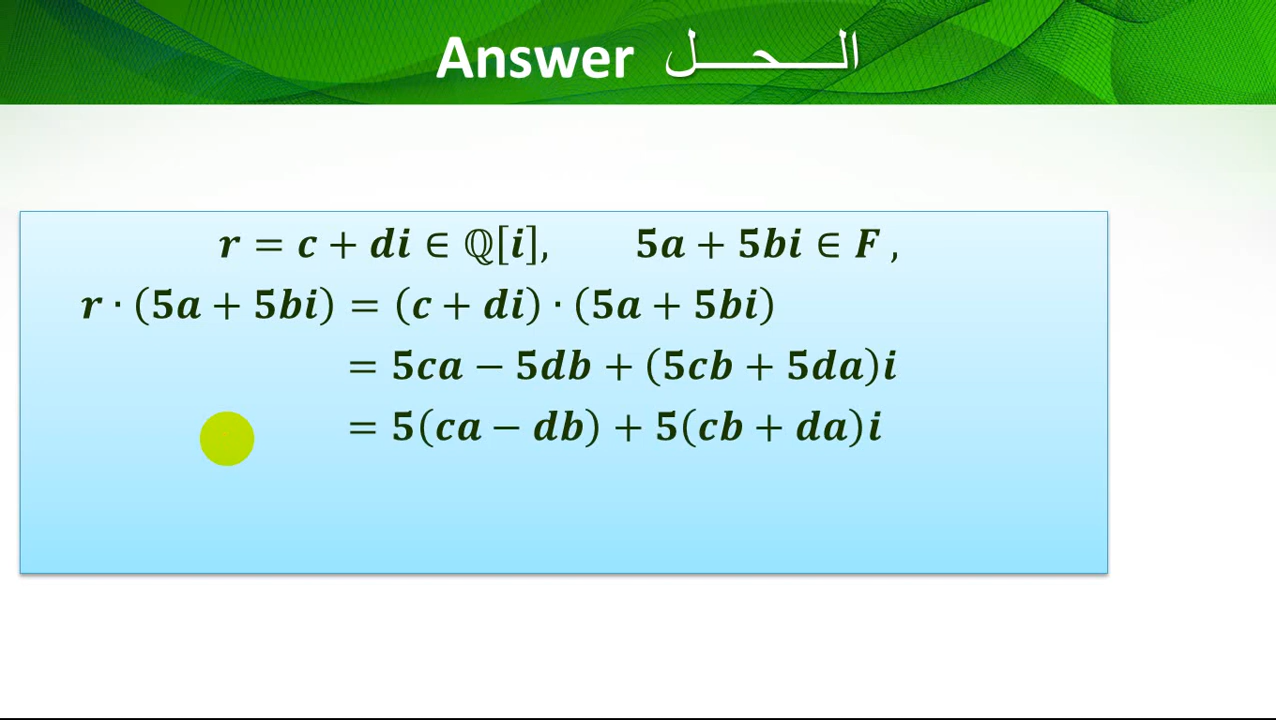 Answer الـــــحـــــل
r = c + di ∈ ℚ[i], 5a + 5bi ∈ F ,
r · (5a + 5bi) = (c + di) · (5a + 5bi)
= 5ca − 5db + (5cb + 5da)i
= 5(ca − db) + 5(cb + da)i